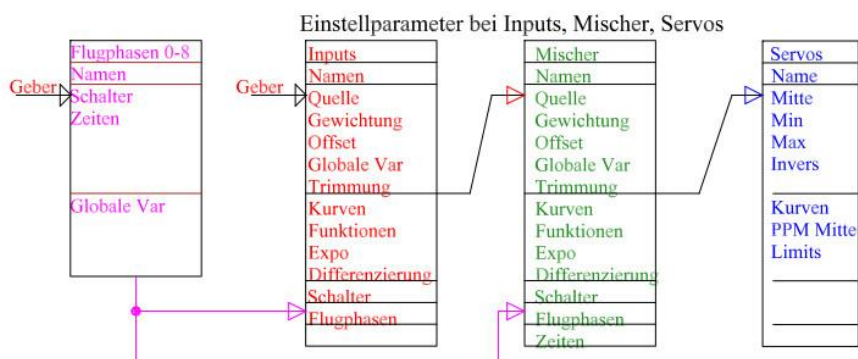 Einstellparameter bei Inputs, Mischer, Servos
Geber
Flugphasen 0-8
Namen
Schalter
Zeiten
Globale Var
Geber
Inputs
Namen
Quelle
Gewichtung
Offset
Globale Var
Trimmung
Kurven
Funktionen
Expo
Differenzierung
Schalter
Flugphasen
Mischer
Namen
Quelle
Gewichtung
Offset
Globale Var
Trimmung
Kurven
Funktionen
Expo
Differenzierung
Schalter
Flugphasen
Zeiten
Servos
Name
Mitte
Min
Max
Invers
Kurven
PPM Mitte
Limits